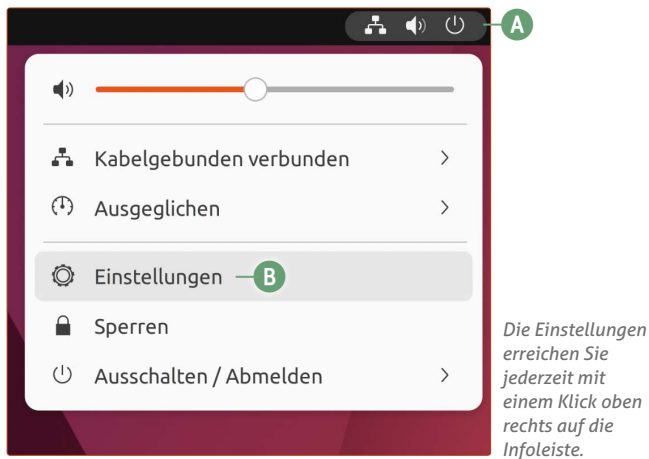 A
Kabelgebunden verbunden
Ausgeglichen
Einstellungen B
Sperren
Ausschalten / Abmelden
Die Einstellungen
erreichen Sie
jederzeit mit
einem Klick oben
rechts auf die
Infoleiste.